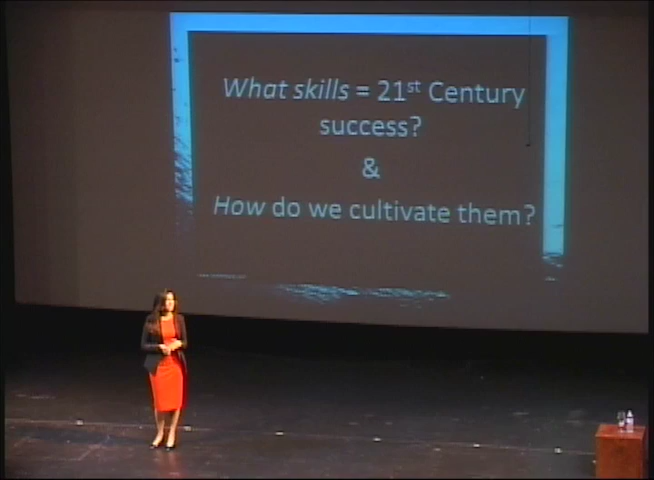 What skills = 21st Century
success?
&
How do we cultivate them?